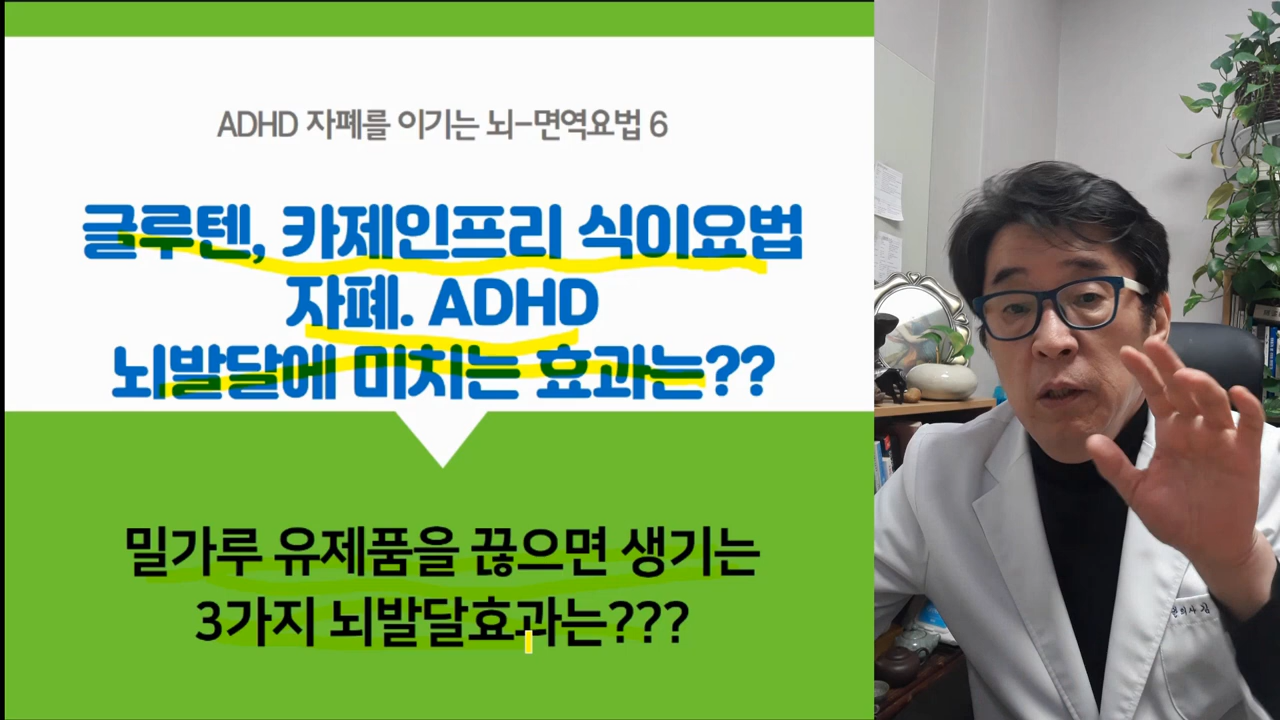 ADHD 자폐를 이기는 뇌-면역요법 6
글루텐, 카제인프리 식이요법
자폐. ADHD
뇌발달에 미치는 효과는??
밀가루 유제품을 끊으면 생기는
3가지 뇌발달효과는???